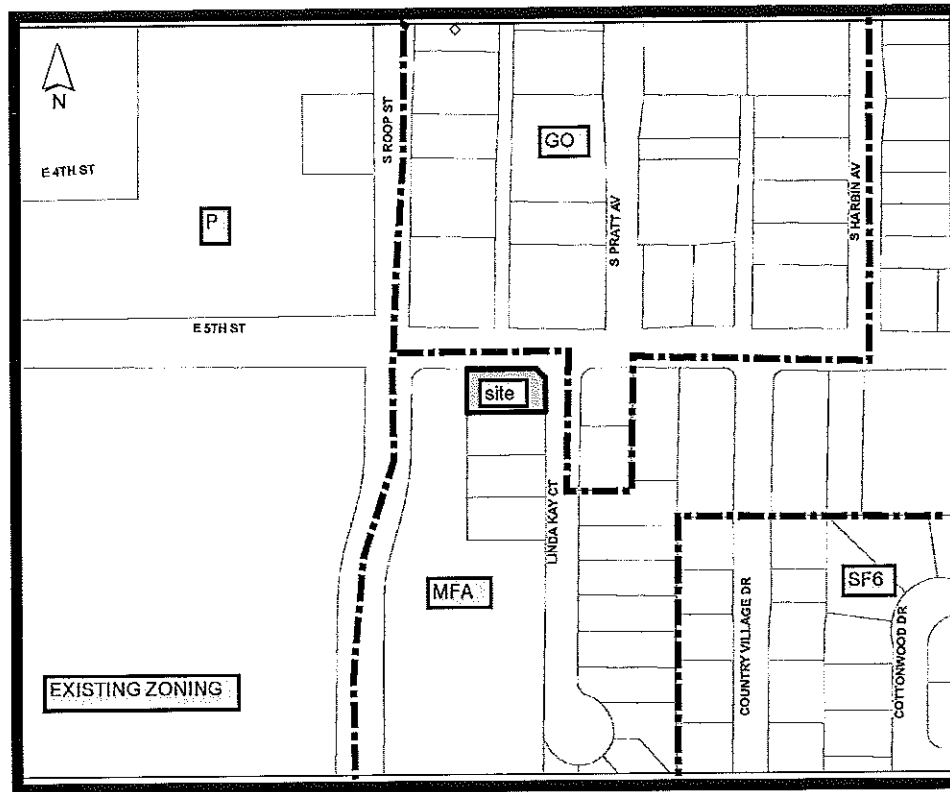 N
E 4TH ST
P
S ROOP ST
GO
S PRATT AV
S HARBIN AV
E 5TH ST
site
LINDA KAY CT
MFA
SF6
COUNTRY VILLAGE DR
COTTONWOOD DR
EXISTING ZONING